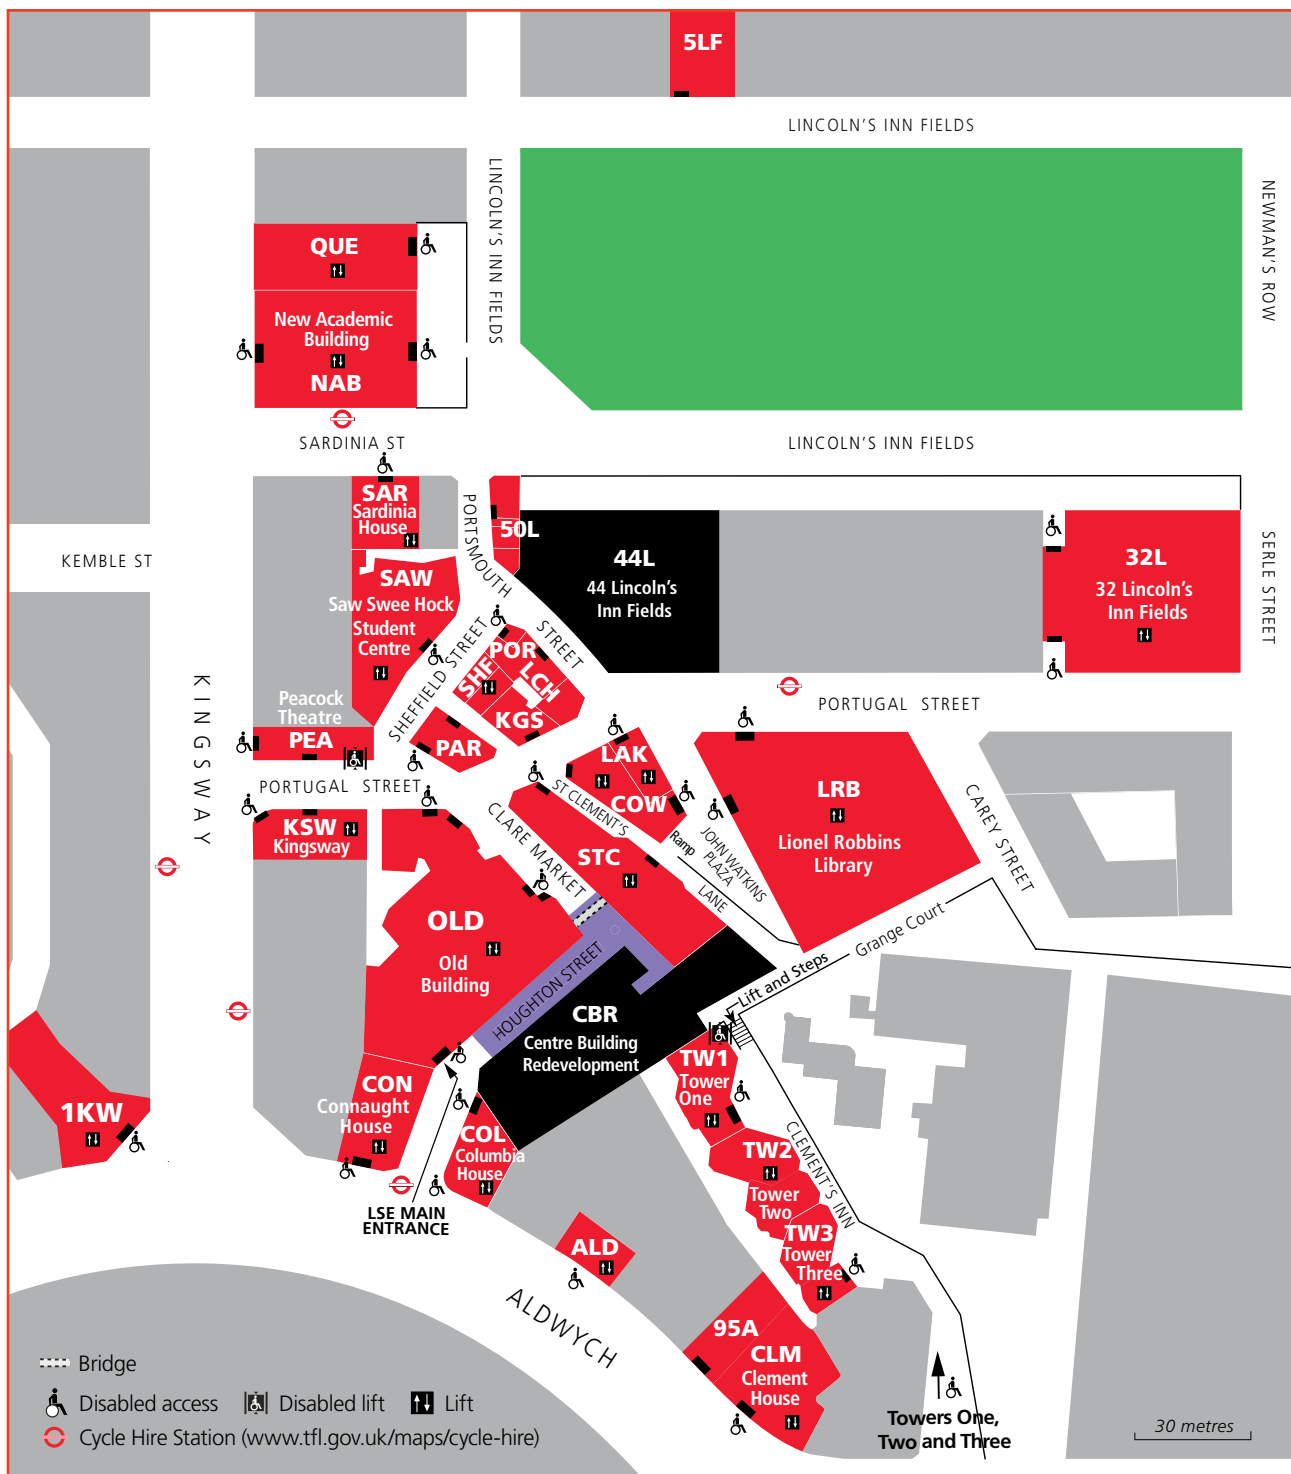 5LF
LINCOLN'S INN FIELDS
LINCOLN'S INN FIELDS
NEWMAN'S ROW
QUE
New Academic
Building
NAB
SARDINIA ST
LINCOLN'S INN FIELDS
SAR
Sardinia
House
PORTSMOUTH
STREET
50L
44L
44 Lincoln's
Inn Fields
32L
32 Lincoln's
Inn Fields
SERLE STREET
KEMBLE ST
SAW
Saw Swee Hock
Student
Centre
SHEFFIELD STREET
POR
SHF
LCH
KGS
KINGSWAY
Peacock
Theatre
PEA
PAR
PORTUGAL STREET
PORTUGAL STREET
LAK
COW
ST CLEMENT'S
LANE
Ramp
JOHN WATKINS
PLAZA
LRB
Lionel Robbins
Library
CAREY STREET
KSW
Kingsway
CLARE MARKET
STC
OLD
Old
Building
HOUGHTON STREET
Grange Court
Lift and Steps
CBR
Centre Building
Redevelopment
TW1
Tower
One
CON
Connaught
House
1KW
COL
Columbia
House
TW2
Tower
Two
CLEMENT'S INN
LSE MAIN
ENTRANCE
TW3
Tower
Three
ALD
ALDWYCH
95A
CLM
Clement
House
Bridge
Disabled access
Disabled lift
Lift
Cycle Hire Station (www.tfl.gov.uk/maps/cycle-hire)
Towers One,
Two and Three
30 metres